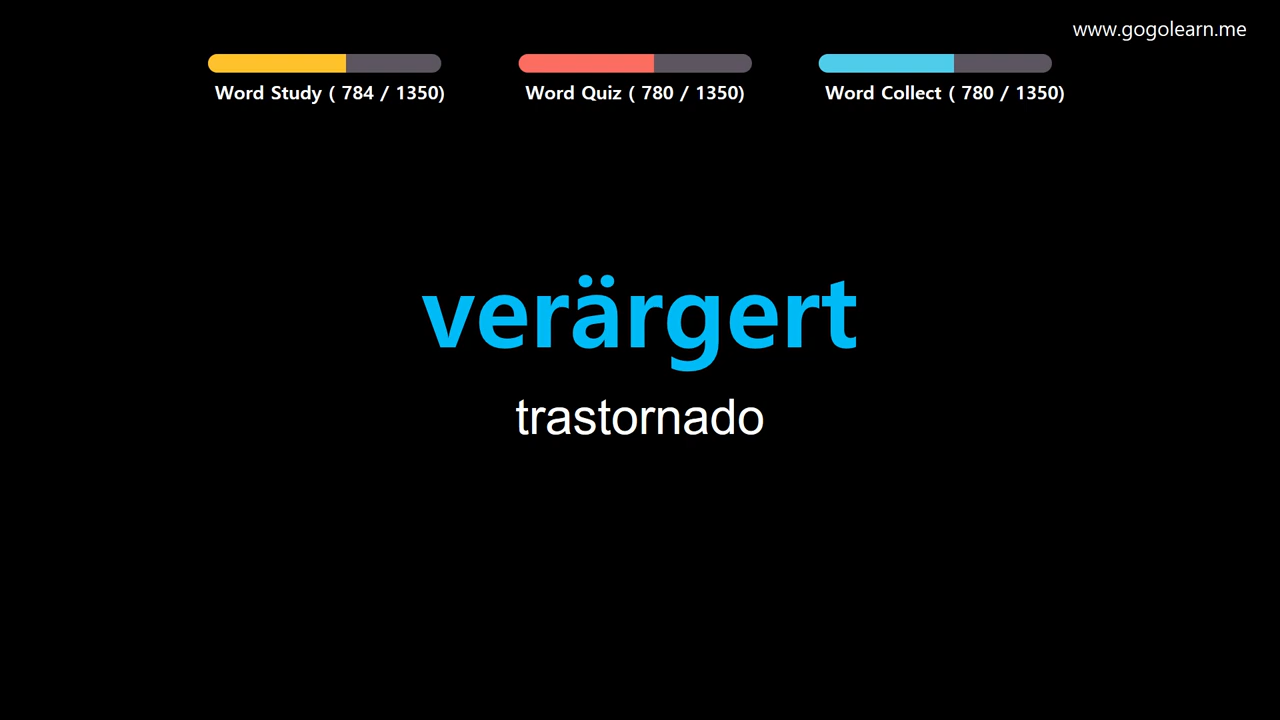 www.gogolearn.me
Word Study ( 784 / 1350)
Word Quiz ( 780 / 1350)
Word Collect ( 780 / 1350)
verärgert
trastornado